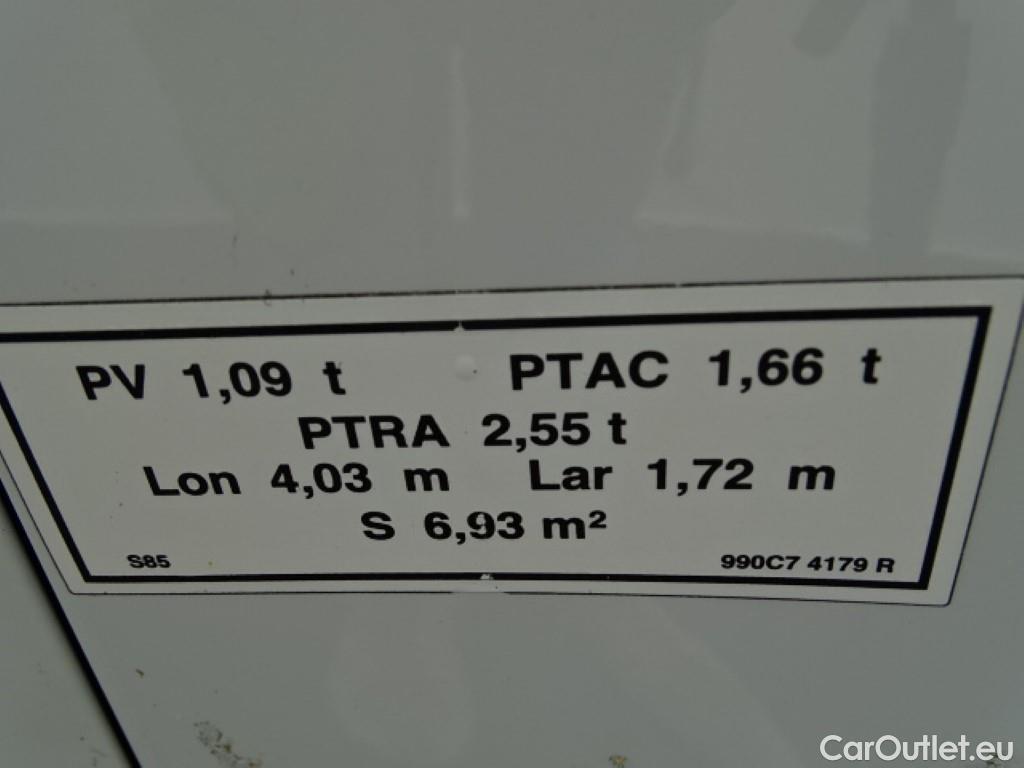 PV 1,09 t PTAC 1,66 t
PTRA 2,55 t
Lon 4,03 m Lar 1,72 m
S 6,93 m²
S85 990C7 4179 R
CarOutlet.eu